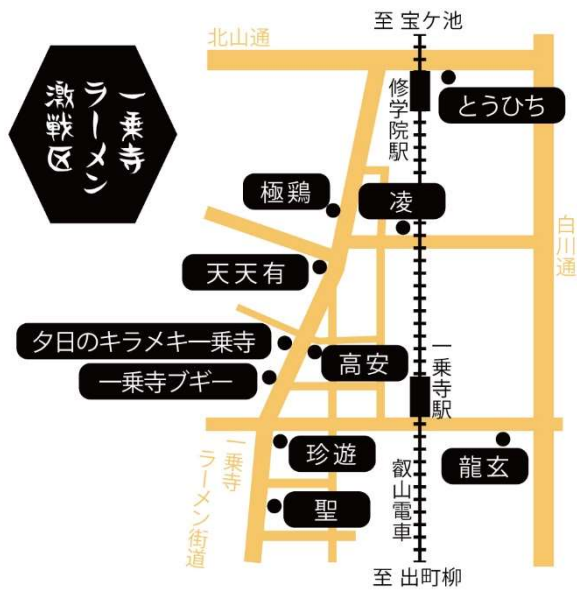 至 宝ケ池
北山通
一乗寺
ラーメン
激戦区
修学院駅
とうひち
極鶏
凌
白川通
天天有
夕日のキラメキ一乗寺
高安
一乗寺ブギー
一乗寺駅
珍遊
龍玄
一乗寺
ラーメン街道
聖
叡山電車
至 出町柳